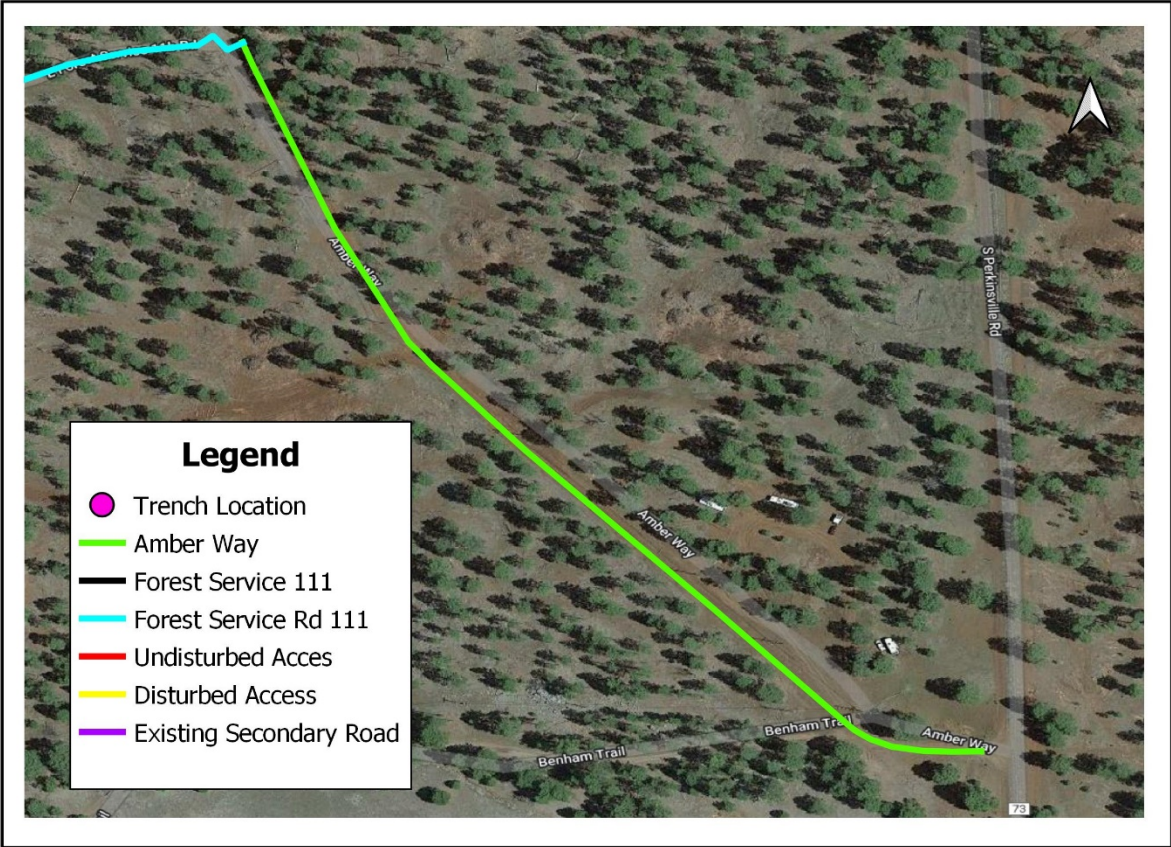 Amber Way
S Perkinsville Rd
Legend
Trench Location
Amber Way
Forest Service 111
Forest Service Rd 111
Undisturbed Acces
Disturbed Access
Existing Secondary Road
Amber Way
Benham Trail
Benham Trail
Amber Way
73